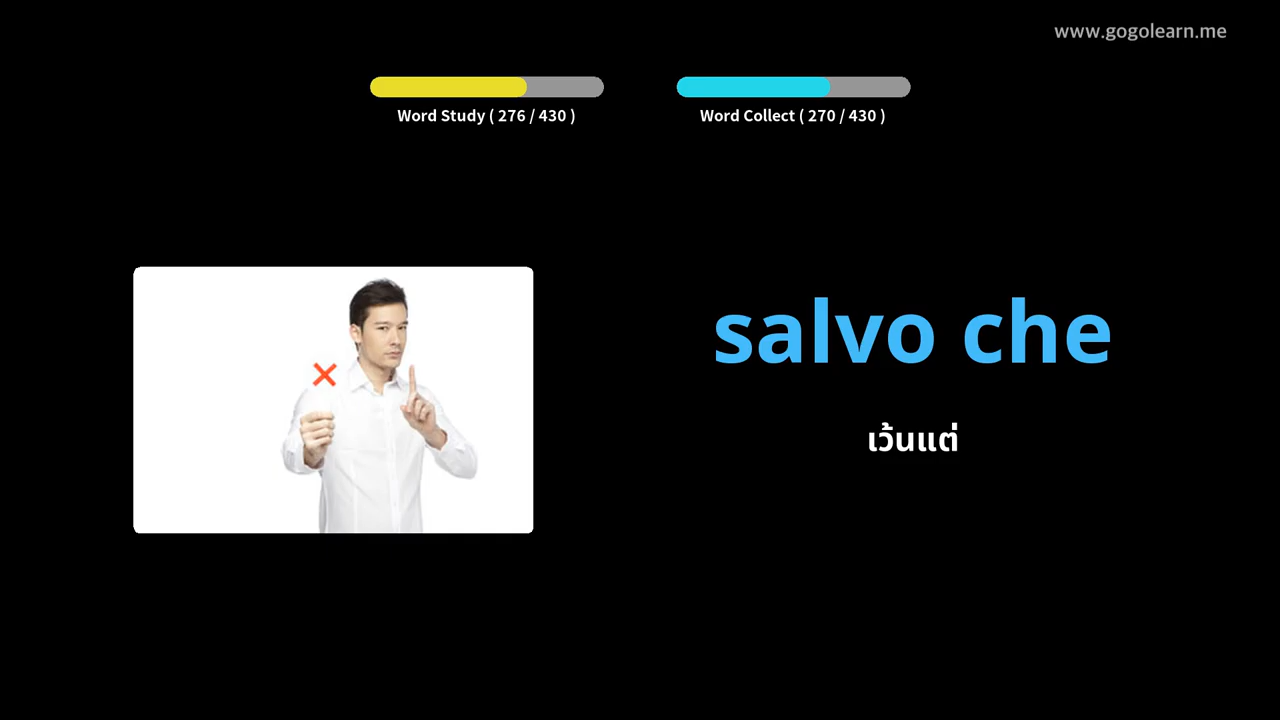 www.gogolearn.me
Word Study ( 276 / 430 )
Word Collect ( 270 / 430 )
salvo che
เว้นแต่